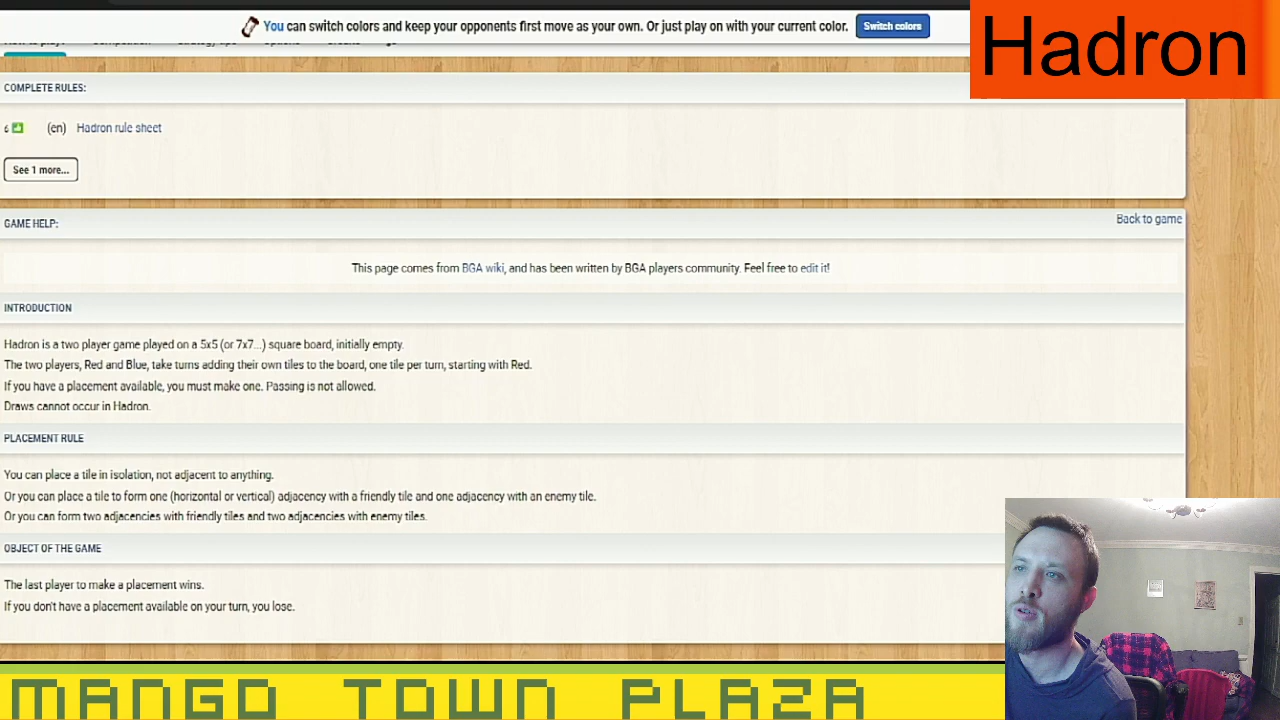 You can switch colors and keep your opponents first move as your own. Or just play on with your current color. Switch colors
Hadron
COMPLETE RULES:
6 (en) Hadron rule sheet
See 1 more...
GAME HELP:
Back to game
This page comes from BGA wiki, and has been written by BGA players community. Feel free to edit it!
INTRODUCTION
Hadron is a two player game played on a 5x5 (or 7x7...) square board, initially empty.
The two players, Red and Blue, take turns adding their own tiles to the board, one tile per turn, starting with Red.
If you have a placement available, you must make one. Passing is not allowed.
Draws cannot occur in Hadron.
PLACEMENT RULE
You can place a tile in isolation, not adjacent to anything.
Or you can place a tile to form one (horizontal or vertical) adjacency with a friendly tile and one adjacency with an enemy tile.
Or you can form two adjacencies with friendly tiles and two adjacencies with enemy tiles.
OBJECT OF THE GAME
The last player to make a placement wins.
If you don't have a placement available on your turn, you lose.
MANGO TOWN PLAZA